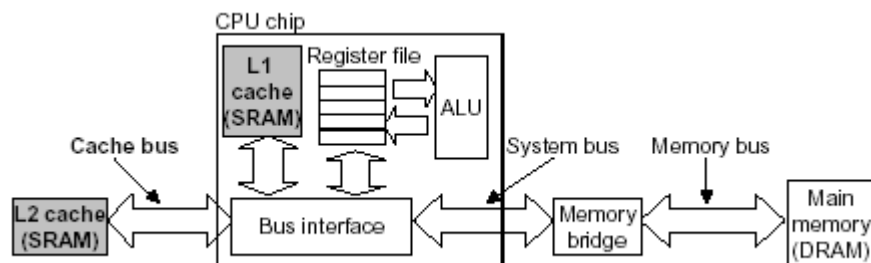 CPU chip
L1
cache
(SRAM)
Register file
ALU
Cache bus
System bus
Memory bus
L2 cache
(SRAM)
Bus interface
Memory
bridge
Main
memory
(DRAM)